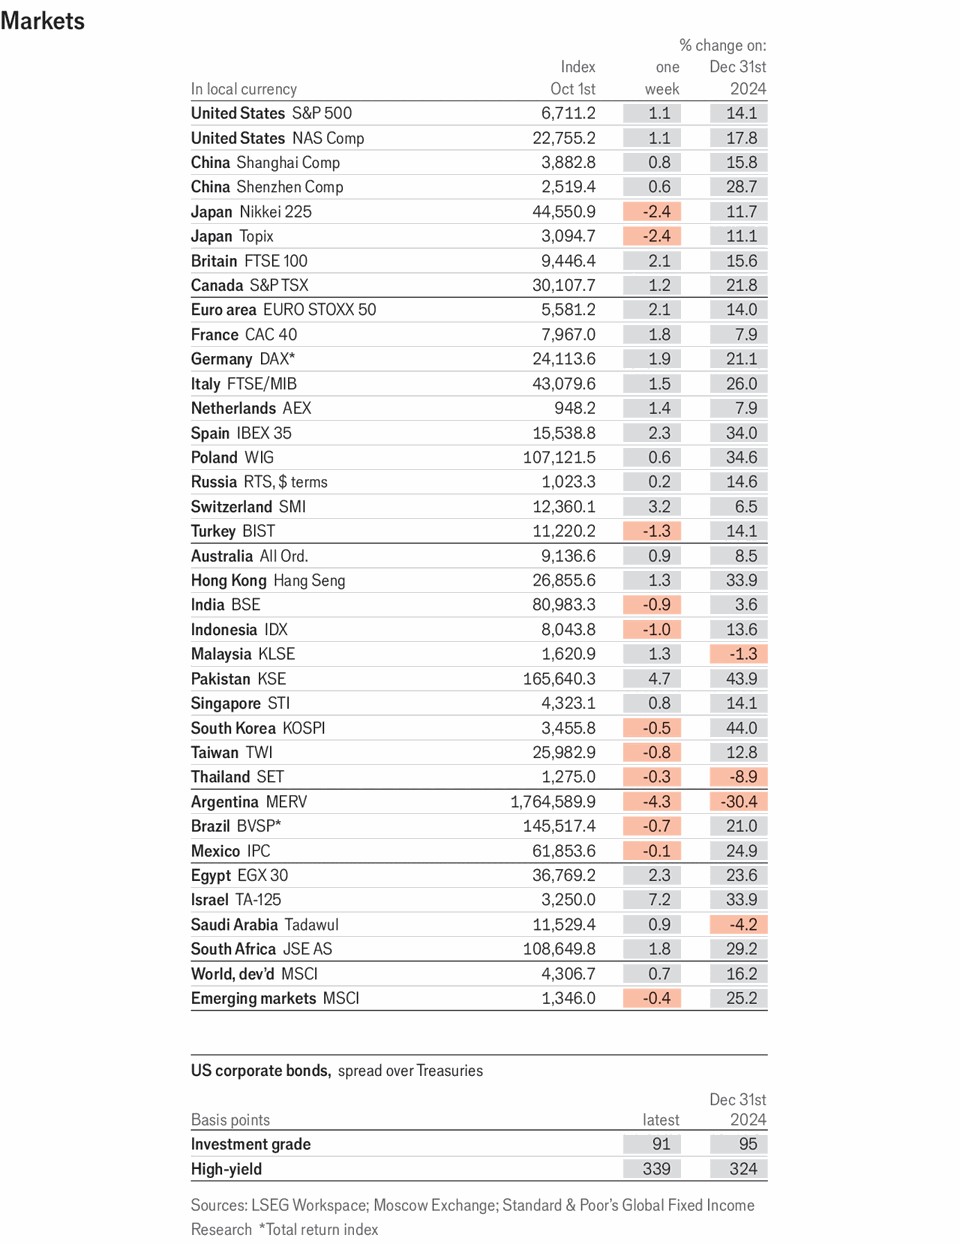 Markets
% change on:
Index one Dec 31st
In local currency Oct 1st week 2024
United States S&P 500 6,711.2 1.1 14.1
United States NAS Comp 22,755.2 1.1 17.8
China Shanghai Comp 3,882.8 0.8 15.8
China Shenzhen Comp 2,519.4 0.6 28.7
Japan Nikkei 225 44,550.9 -2.4 11.7
Japan Topix 3,094.7 -2.4 11.1
Britain FTSE 100 9,446.4 2.1 15.6
Canada S&P TSX 30,107.7 1.2 21.8
Euro area EURO STOXX 50 5,581.2 2.1 14.0
France CAC 40 7,967.0 1.8 7.9
Germany DAX* 24,113.6 1.9 21.1
Italy FTSE/MIB 43,079.6 1.5 26.0
Netherlands AEX 948.2 1.4 7.9
Spain IBEX 35 15,538.8 2.3 34.0
Poland WIG 107,121.5 0.6 34.6
Russia RTS, $ terms 1,023.3 0.2 14.6
Switzerland SMI 12,360.1 3.2 6.5
Turkey BIST 11,220.2 -1.3 14.1
Australia All Ord. 9,136.6 0.9 8.5
Hong Kong Hang Seng 26,855.6 1.3 33.9
India BSE 80,983.3 -0.9 3.6
Indonesia IDX 8,043.8 -1.0 13.6
Malaysia KLSE 1,620.9 1.3 -1.3
Pakistan KSE 165,640.3 4.7 43.9
Singapore STI 4,323.1 0.8 14.1
South Korea KOSPI 3,455.8 -0.5 44.0
Taiwan TWI 25,982.9 -0.8 12.8
Thailand SET 1,275.0 -0.3 -8.9
Argentina MERV 1,764,589.9 -4.3 -30.4
Brazil BVSP* 145,517.4 -0.7 21.0
Mexico IPC 61,853.6 -0.1 24.9
Egypt EGX 30 36,769.2 2.3 23.6
Israel TA-125 3,250.0 7.2 33.9
Saudi Arabia Tadawul 11,529.4 0.9 -4.2
South Africa JSE AS 108,649.8 1.8 29.2
World, dev'd MSCI 4,306.7 0.7 16.2
Emerging markets MSCI 1,346.0 -0.4 25.2
US corporate bonds, spread over Treasuries
Dec 31st
Basis points latest 2024
Investment grade 91 95
High-yield 339 324
Sources: LSEG Workspace; Moscow Exchange; Standard & Poor's Global Fixed Income
Research *Total return index